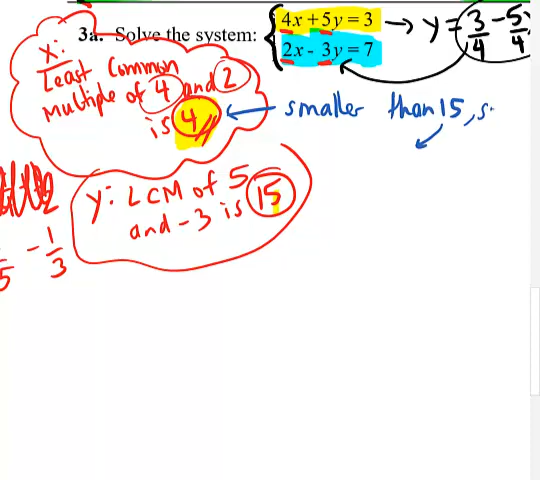 3a. Solve the system: 4x + 5y = 3 → y = 3/4 - 5/4
2x - 3y = 7
x:
Least Common
Multiple of 4 and 2
is 4 ← smaller than 15, s
y: LCM of 5
and -3 is 15
- 1/3
5